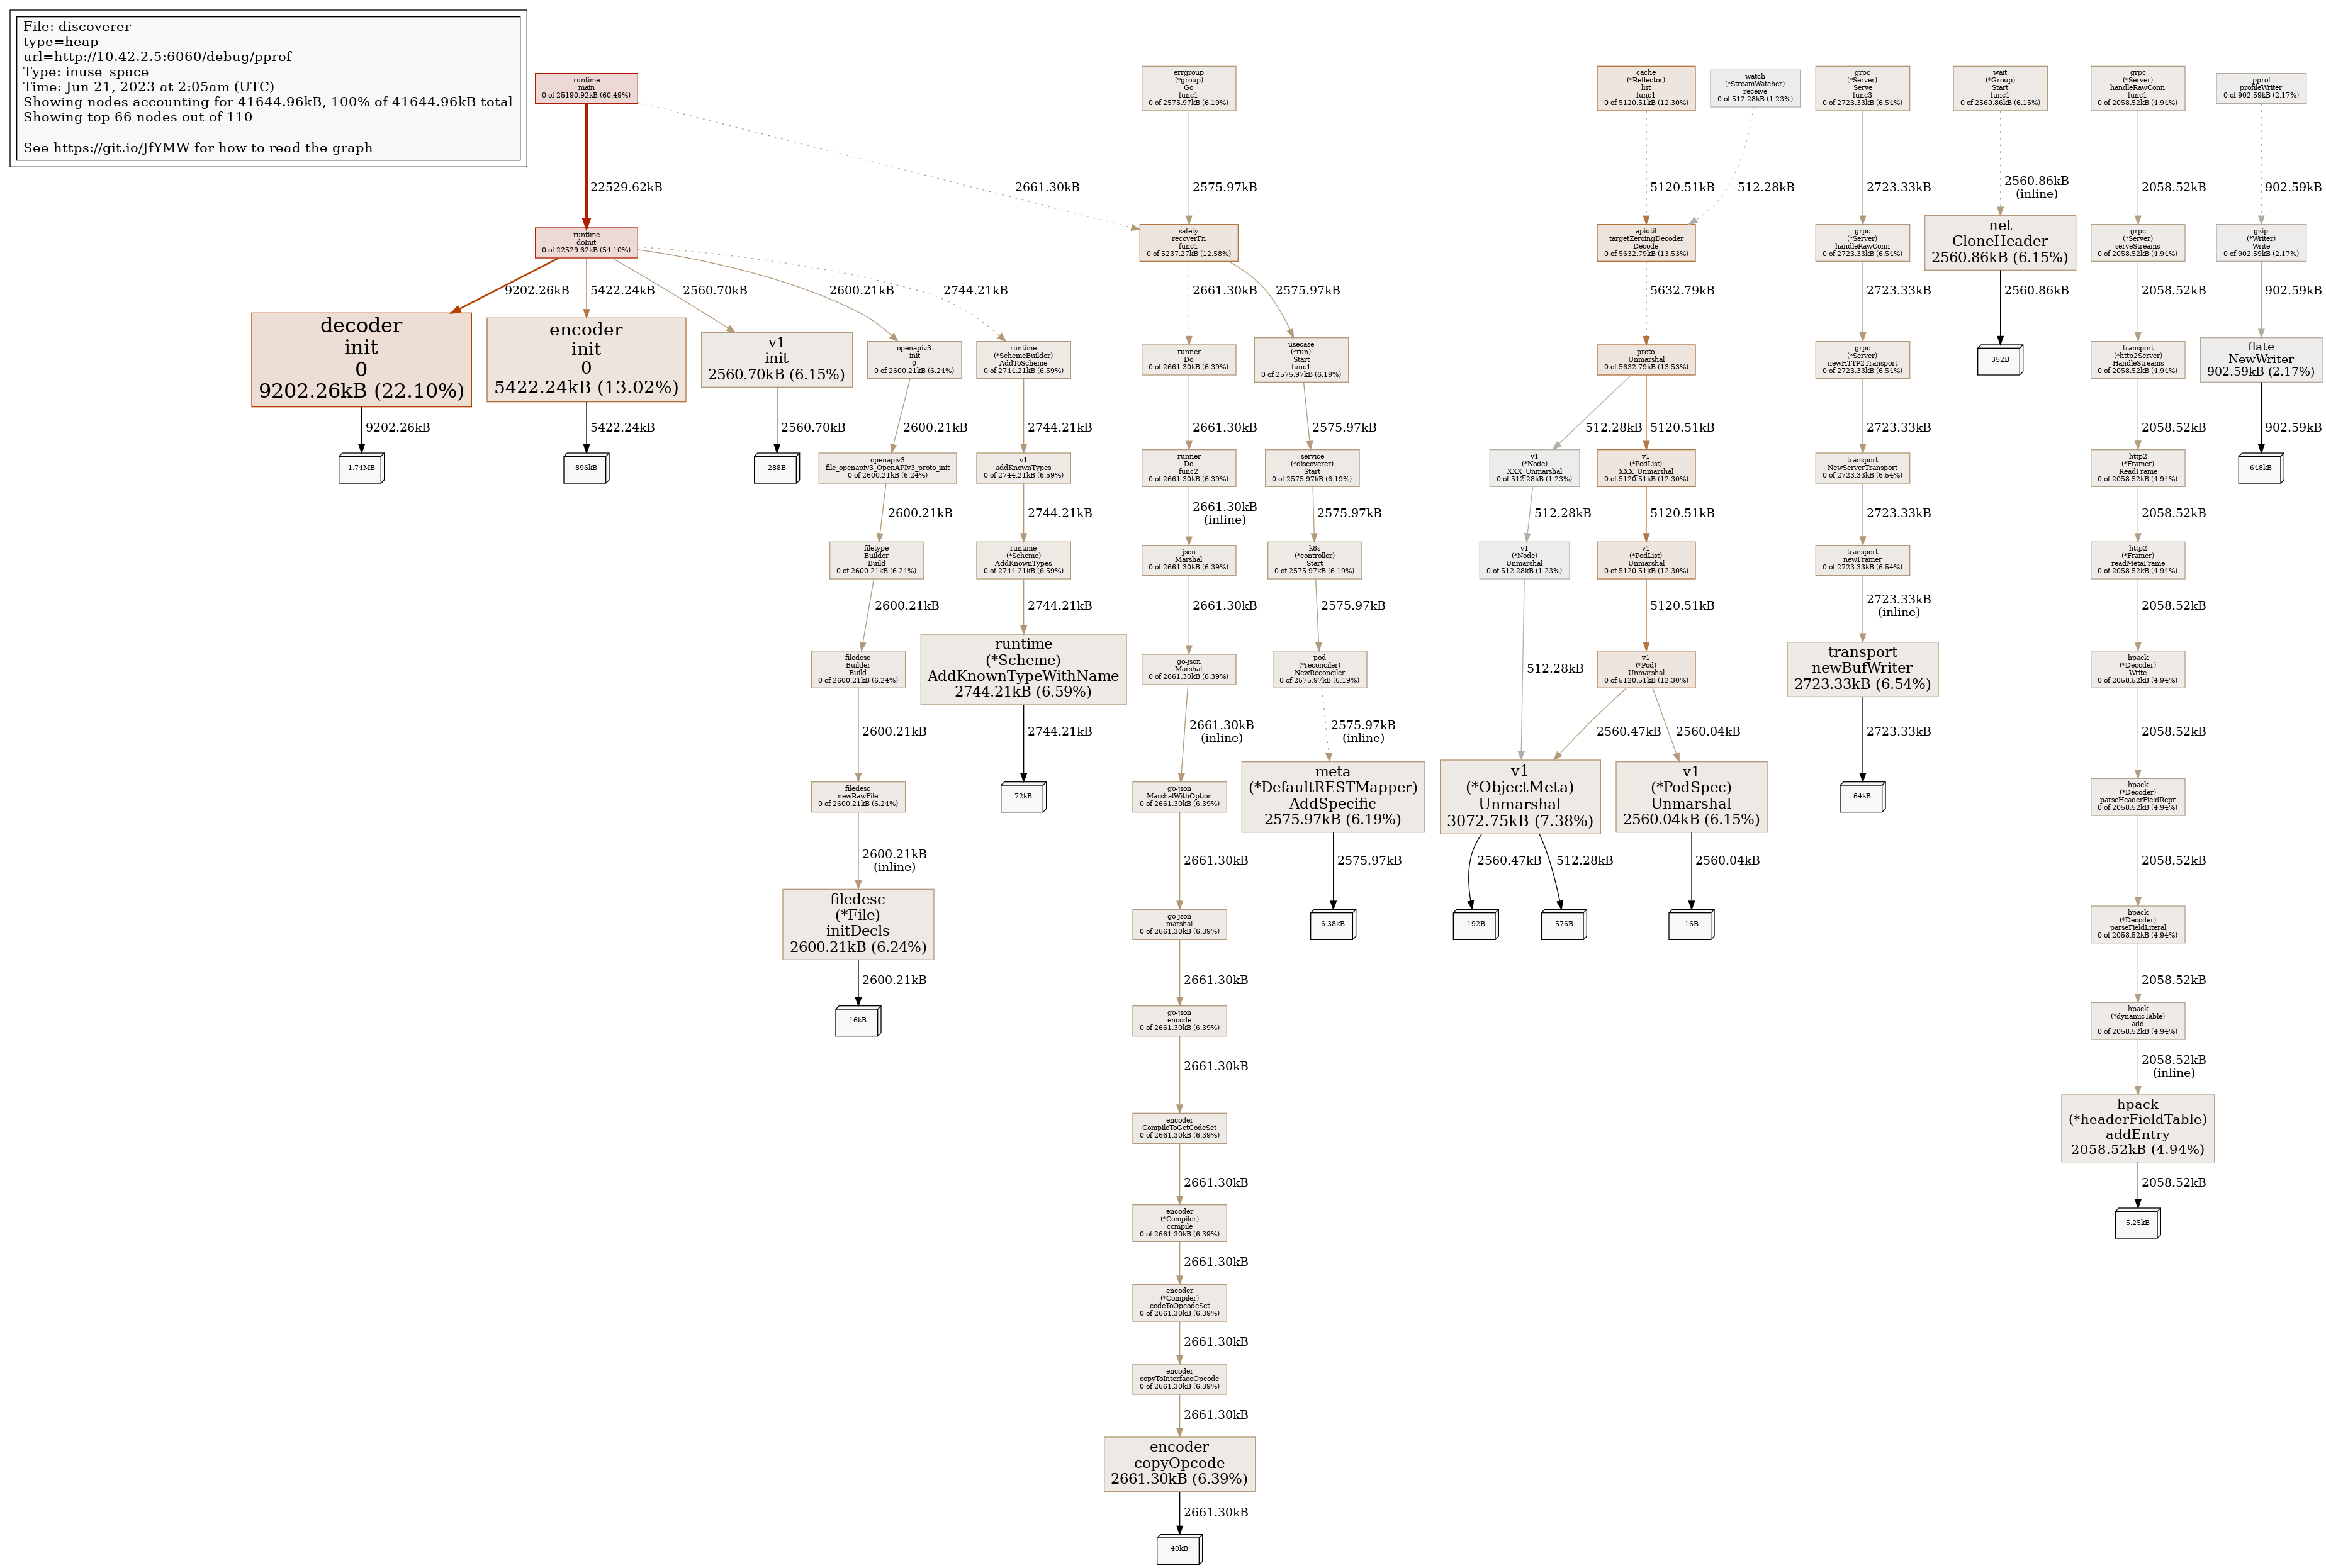 File: discoverer
type=heap
url=http://10.42.2.5:6060/debug/pprof
Type: inuse_space
Time: Jun 21, 2023 at 2:05am (UTC)
Showing nodes accounting for 41644.96kB, 100% of 41644.96kB total
Showing top 66 nodes out of 110
See https://git.io/JfYMW for how to read the graph
runtime
main
0 of 25190.92kB (60.49%)
errgroup
(*group)
Go
func1
0 of 2575.97kB (6.19%)
cache
(*Reflector)
list
func1
0 of 5120.51kB (12.30%)
watch
(*StreamWatcher)
receive
0 of 512.28kB (1.23%)
grpc
(*Server)
Serve
func3
0 of 2723.33kB (6.54%)
wait
(*Group)
Start
func1
0 of 2560.86kB (6.15%)
grpc
(*Server)
handleRawConn
func1
0 of 2058.52kB (4.94%)
pprof
profileWriter
0 of 902.59kB (2.17%)
22529.62kB
2661.30kB
2575.97kB
5120.51kB
512.28kB
2723.33kB
2560.86kB
(inline)
2058.52kB
902.59kB
runtime
doInit
0 of 22529.62kB (54.10%)
safety
recoverFn
func1
0 of 5237.27kB (12.58%)
apiutil
targetZeroingDecoder
Decode
0 of 5632.79kB (13.53%)
grpc
(*Server)
handleRawConn
0 of 2723.33kB (6.54%)
net
CloneHeader
2560.86kB (6.15%)
grpc
(*Server)
serveStreams
0 of 2058.52kB (4.94%)
gzip
(*Writer)
Write
0 of 902.59kB (2.17%)
9202.26kB
5422.24kB
2560.70kB
2600.21kB
2744.21kB
2661.30kB
2575.97kB
5632.79kB
2723.33kB
2560.86kB
2058.52kB
902.59kB
decoder
init
0
9202.26kB (22.10%)
encoder
init
0
5422.24kB (13.02%)
v1
init
2560.70kB (6.15%)
openapiv3
init
0
0 of 2600.21kB (6.24%)
runtime
(*SchemeBuilder)
AddToScheme
0 of 2744.21kB (6.59%)
runner
Do
0 of 2661.30kB (6.39%)
usecase
(*run)
Start
func1
0 of 2575.97kB (6.19%)
proto
Unmarshal
0 of 5632.79kB (13.53%)
grpc
(*Server)
newHTTP2Transport
0 of 2723.33kB (6.54%)
352B
transport
(*http2Server)
HandleStreams
0 of 2058.52kB (4.94%)
flate
NewWriter
902.59kB (2.17%)
9202.26kB
5422.24kB
2560.70kB
2600.21kB
2744.21kB
2661.30kB
2575.97kB
512.28kB
5120.51kB
2723.33kB
2058.52kB
902.59kB
1.74MB
896kB
288B
openapiv3
file_openapiv3_OpenAPIv3_proto_init
0 of 2600.21kB (6.24%)
v1
addKnownTypes
0 of 2744.21kB (6.59%)
runner
Do
func2
0 of 2661.30kB (6.39%)
service
(*discoverer)
Start
0 of 2575.97kB (6.19%)
v1
(*Node)
XXX_Unmarshal
0 of 512.28kB (1.23%)
v1
(*PodList)
XXX_Unmarshal
0 of 5120.51kB (12.30%)
transport
NewServerTransport
0 of 2723.33kB (6.54%)
http2
(*Framer)
ReadFrame
0 of 2058.52kB (4.94%)
648kB
2600.21kB
2744.21kB
2661.30kB
(inline)
2575.97kB
512.28kB
5120.51kB
2723.33kB
2058.52kB
filetype
Builder
Build
0 of 2600.21kB (6.24%)
runtime
(*Scheme)
AddKnownTypes
0 of 2744.21kB (6.59%)
json
Marshal
0 of 2661.30kB (6.39%)
k8s
(*controller)
Start
0 of 2575.97kB (6.19%)
v1
(*Node)
Unmarshal
0 of 512.28kB (1.23%)
v1
(*PodList)
Unmarshal
0 of 5120.51kB (12.30%)
transport
newFramer
0 of 2723.33kB (6.54%)
http2
(*Framer)
readMetaFrame
0 of 2058.52kB (4.94%)
2600.21kB
2744.21kB
2661.30kB
2575.97kB
5120.51kB
2723.33kB
(inline)
2058.52kB
filedesc
Builder
Build
0 of 2600.21kB (6.24%)
runtime
(*Scheme)
AddKnownTypeWithName
2744.21kB (6.59%)
go-json
Marshal
0 of 2661.30kB (6.39%)
pod
(*reconciler)
NewReconciler
0 of 2575.97kB (6.19%)
512.28kB
v1
(*Pod)
Unmarshal
0 of 5120.51kB (12.30%)
transport
newBufWriter
2723.33kB (6.54%)
hpack
(*Decoder)
Write
0 of 2058.52kB (4.94%)
2600.21kB
2744.21kB
2661.30kB
(inline)
2575.97kB
(inline)
2560.47kB
2560.04kB
2723.33kB
2058.52kB
filedesc
newRawFile
0 of 2600.21kB (6.24%)
72kB
go-json
MarshalWithOption
0 of 2661.30kB (6.39%)
meta
(*DefaultRESTMapper)
AddSpecific
2575.97kB (6.19%)
v1
(*ObjectMeta)
Unmarshal
3072.75kB (7.38%)
v1
(*PodSpec)
Unmarshal
2560.04kB (6.15%)
64kB
hpack
(*Decoder)
parseHeaderFieldRepr
0 of 2058.52kB (4.94%)
2600.21kB
(inline)
2661.30kB
2575.97kB
2560.47kB
512.28kB
2560.04kB
2058.52kB
filedesc
(*File)
initDecls
2600.21kB (6.24%)
go-json
marshal
0 of 2661.30kB (6.39%)
6.38kB
192B
576B
16B
hpack
(*Decoder)
parseFieldLiteral
0 of 2058.52kB (4.94%)
2600.21kB
2661.30kB
2058.52kB
16kB
go-json
encode
0 of 2661.30kB (6.39%)
hpack
(*dynamicTable)
add
0 of 2058.52kB (4.94%)
2661.30kB
2058.52kB
(inline)
encoder
CompileToGetCodeSet
0 of 2661.30kB (6.39%)
hpack
(*headerFieldTable)
addEntry
2058.52kB (4.94%)
2661.30kB
2058.52kB
encoder
(*Compiler)
compile
0 of 2661.30kB (6.39%)
5.25kB
2661.30kB
encoder
(*Compiler)
codeToOpcodeSet
0 of 2661.30kB (6.39%)
2661.30kB
encoder
copyToInterfaceOpcode
0 of 2661.30kB (6.39%)
2661.30kB
encoder
copyOpcode
2661.30kB (6.39%)
2661.30kB
40kB